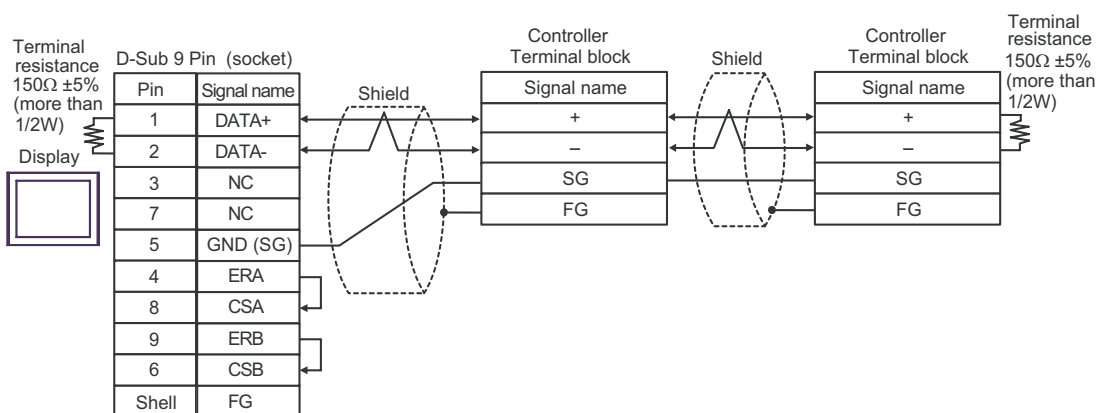 Terminal
resistance
150Ω ±5%
(more than
1/2W)
Display
D-Sub 9 Pin (socket)
Pin Signal name
1 DATA+
2 DATA-
3 NC
7 NC
5 GND (SG)
4 ERA
8 CSA
9 ERB
6 CSB
Shell FG
Shield
Controller
Terminal block
Signal name
+
–
SG
FG
Shield
Controller
Terminal block
Signal name
+
–
SG
FG
Terminal
resistance
150Ω ±5%
(more than
1/2W)